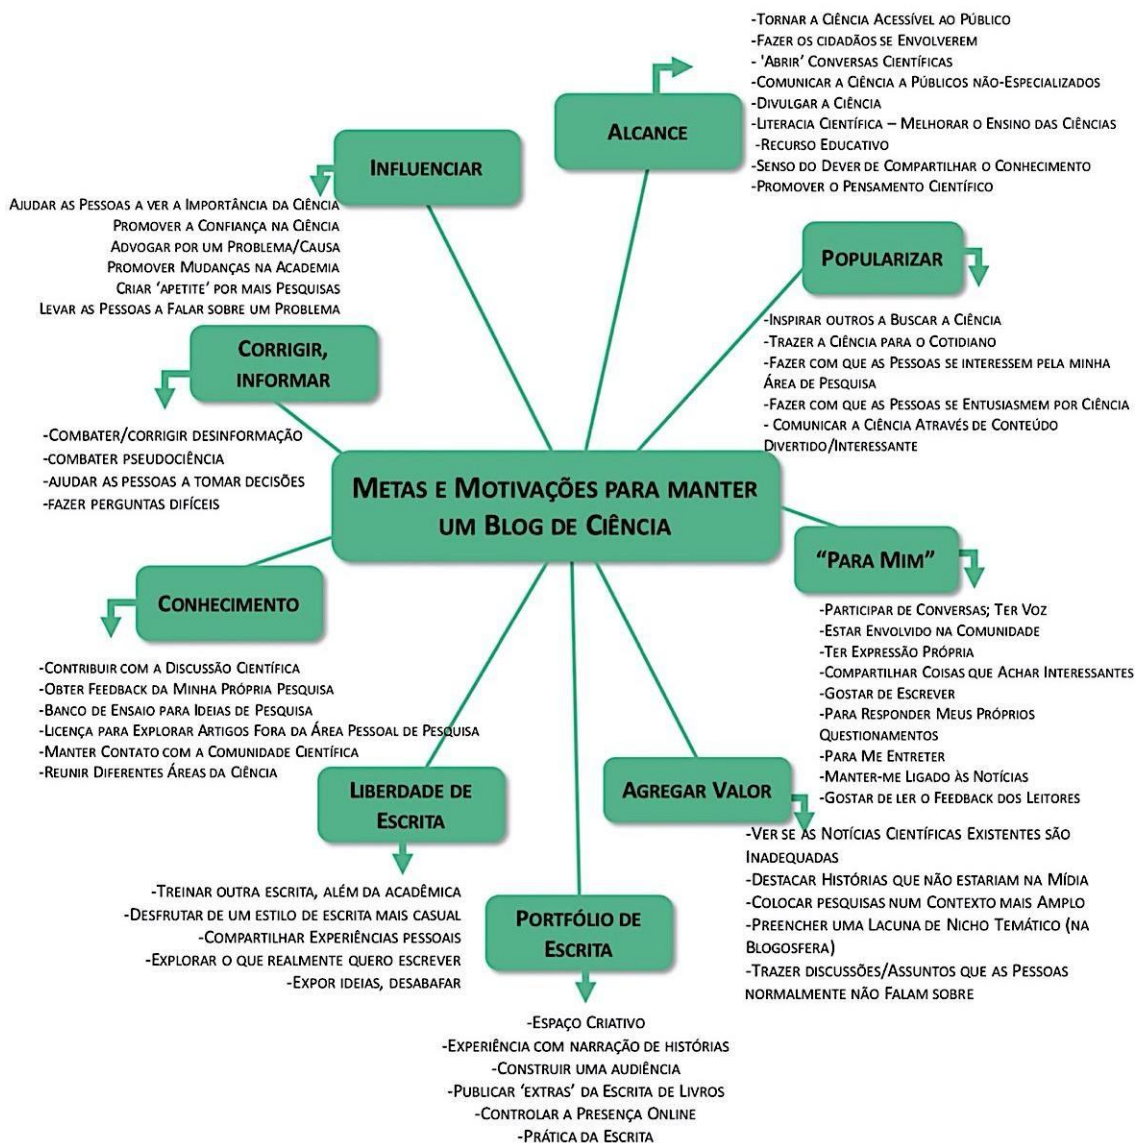 METAS E MOTIVAÇÕES PARA MANTER
UM BLOG DE CIÊNCIA
ALCANCE
-TORNAR A CIÊNCIA ACESSÍVEL AO PÚBLICO
-FAZER OS CIDADÃOS SE ENVOLVEREM
- 'ABRIR’ CONVERSAS CIENTÍFICAS
-COMUNICAR A CIÊNCIA A PÚBLICOS NÃO-ESPECIALIZADOS
-DIVULGAR A CIÊNCIA
-LITERACIA CIENTÍFICA – MELHORAR O ENSINO DAS CIÊNCIAS
-RECURSO EDUCATIVO
-SENSO DO DEVER DE COMPARTILHAR O CONHECIMENTO
-PROMOVER O PENSAMENTO CIENTÍFICO
POPULARIZAR
-INSPIRAR OUTROS A BUSCAR A CIÊNCIA
-TRAZER A CIÊNCIA PARA O COTIDIANO
-FAZER COM QUE AS PESSOAS SE INTERESSEM PELA MINHA
ÁREA DE PESQUISA
-FAZER COM QUE AS PESSOAS SE ENTUSIASMEM POR CIÊNCIA
- COMUNICAR A CIÊNCIA ATRAVÉS DE CONTEÚDO
DIVERTIDO/INTERESSANTE
“PARA MIM”
-PARTICIPAR DE CONVERSAS; TER VOZ
-ESTAR ENVOLVIDO NA COMUNIDADE
-TER EXPRESSÃO PRÓPRIA
-COMPARTILHAR COISAS QUE ACHAR INTERESSANTES
-GOSTAR DE ESCREVER
-PARA RESPONDER MEUS PRÓPRIOS
QUESTIONAMENTOS
-PARA ME ENTRETER
-MANTER-ME LIGADO ÀS NOTÍCIAS
-GOSTAR DE LER O FEEDBACK DOS LEITORES
AGREGAR VALOR
-VER SE AS NOTÍCIAS CIENTÍFICAS EXISTENTES SÃO
INADEQUADAS
-DESTACAR HISTÓRIAS QUE NÃO ESTARIAM NA MÍDIA
-COLOCAR PESQUISAS NUM CONTEXTO MAIS AMPLO
-PREENCHER UMA LACUNA DE NICHO TEMÁTICO (NA
BLOGOSFERA)
-TRAZER DISCUSSÕES/ASSUNTOS QUE AS PESSOAS
NORMALMENTE NÃO FALAM SOBRE
PORTFÓLIO DE
ESCRITA
-ESPAÇO CRIATIVO
-EXPERIÊNCIA COM NARRAÇÃO DE HISTÓRIAS
-CONSTRUIR UMA AUDIÊNCIA
-PUBLICAR ‘EXTRAS’ DA ESCRITA DE LIVROS
-CONTROLAR A PRESENÇA ONLINE
-PRÁTICA DA ESCRITA
LIBERDADE DE
ESCRITA
-TREINAR OUTRA ESCRITA, ALÉM DA ACADÊMICA
-DESFRUTAR DE UM ESTILO DE ESCRITA MAIS CASUAL
-COMPARTILHAR EXPERIÊNCIAS PESSOAIS
-EXPLORAR O QUE REALMENTE QUERO ESCREVER
-EXPOR IDEIAS, DESABAFAR
CONHECIMENTO
-CONTRIBUIR COM A DISCUSSÃO CIENTÍFICA
-OBTER FEEDBACK DA MINHA PRÓPRIA PESQUISA
-BANCO DE ENSAIO PARA IDEIAS DE PESQUISA
-LICENÇA PARA EXPLORAR ARTIGOS FORA DA ÁREA PESSOAL DE PESQUISA
-MANTER CONTATO COM A COMUNIDADE CIENTÍFICA
-REUNIR DIFERENTES ÁREAS DA CIÊNCIA
CORRIGIR,
INFORMAR
-COMBATER/CORRIGIR DESINFORMAÇÃO
-COMBATER PSEUDOCIÊNCIA
-AJUDAR AS PESSOAS A TOMAR DECISÕES
-FAZER PERGUNTAS DIFÍCEIS
INFLUENCIAR
AJUDAR AS PESSOAS A VER A IMPORTÂNCIA DA CIÊNCIA
PROMOVER A CONFIANÇA NA CIÊNCIA
ADVOGAR POR UM PROBLEMA/CAUSA
PROMOVER MUDANÇAS NA ACADEMIA
CRIAR ‘APETITE’ POR MAIS PESQUISAS
LEVAR AS PESSOAS A FALAR SOBRE UM PROBLEMA